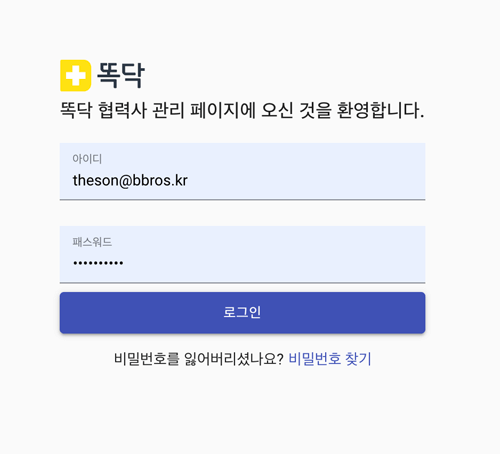 똑닥
똑닥 협력사 관리 페이지에 오신 것을 환영합니다.
아이디
theson@bbros.kr
패스워드
••••••••••
로그인
비밀번호를 잃어버리셨나요? 비밀번호 찾기